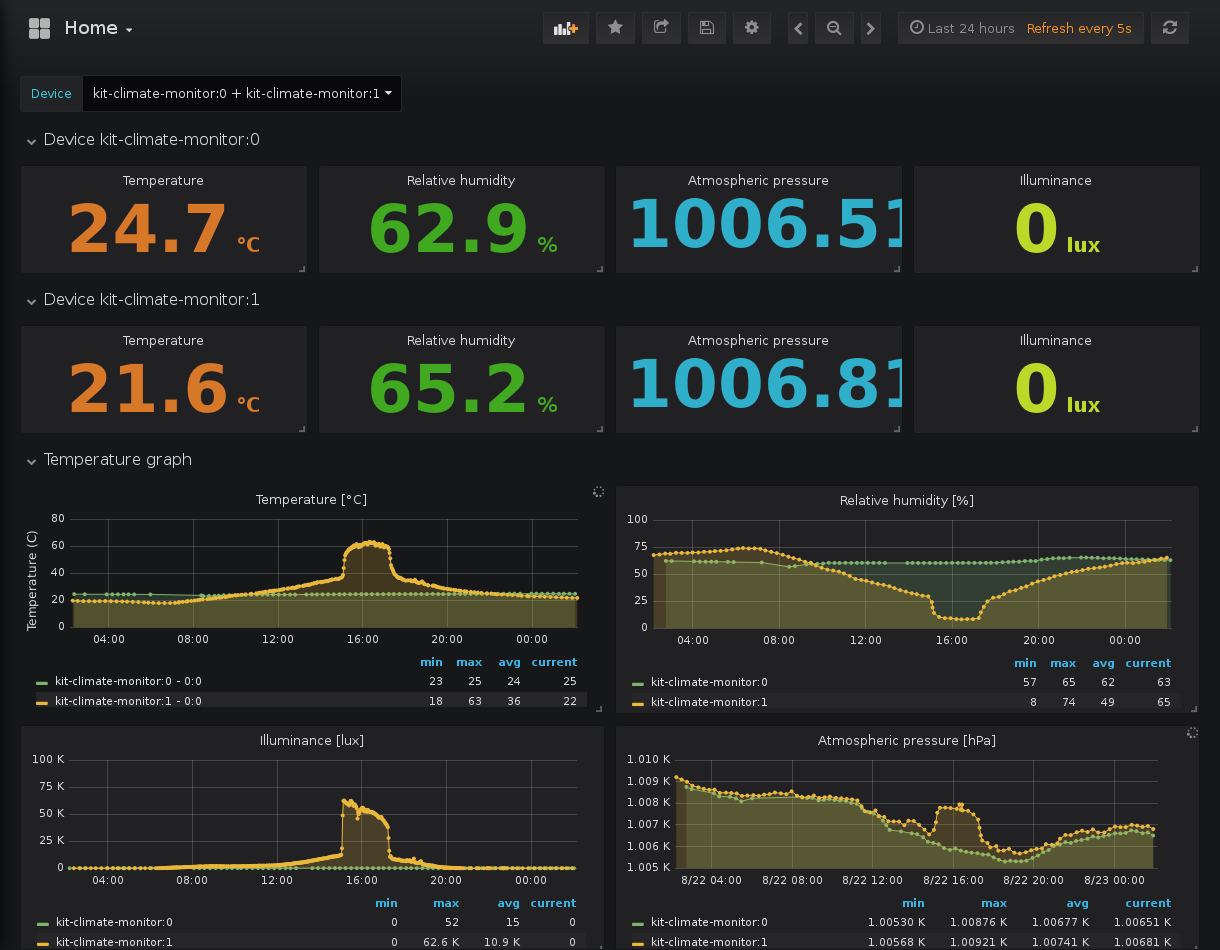 Home
Last 24 hours Refresh every 5s
Device kit-climate-monitor:0 + kit-climate-monitor:1
Device kit-climate-monitor:0
Temperature Relative humidity Atmospheric pressure Illuminance
24.7 °C 62.9 % 1006.51 0 lux
Device kit-climate-monitor:1
Temperature Relative humidity Atmospheric pressure Illuminance
21.6 °C 65.2 % 1006.81 0 lux
Temperature graph
Temperature [°C]
Temperature (C)
80
60
40
20
0
04:00 08:00 12:00 16:00 20:00 00:00
min max avg current
kit-climate-monitor:0 - 0:0 23 25 24 25
kit-climate-monitor:1 - 0:0 18 63 36 22
Relative humidity [%]
100
75
50
25
0
04:00 08:00 12:00 16:00 20:00 00:00
min max avg current
kit-climate-monitor:0 57 65 62 63
kit-climate-monitor:1 8 74 49 65
Illuminance [lux]
100 K
75 K
50 K
25 K
0
04:00 08:00 12:00 16:00 20:00 00:00
min max avg current
kit-climate-monitor:0 0 52 15 0
kit-climate-monitor:1 0 62.6 K 10.9 K 0
Atmospheric pressure [hPa]
1.010 K
1.009 K
1.008 K
1.007 K
1.006 K
1.005 K
8/22 04:00 8/22 08:00 8/22 12:00 8/22 16:00 8/22 20:00 8/23 00:00
min max avg current
kit-climate-monitor:0 1.00530 K 1.00876 K 1.00677 K 1.00651 K
kit-climate-monitor:1 1.00568 K 1.00921 K 1.00741 K 1.00681 K